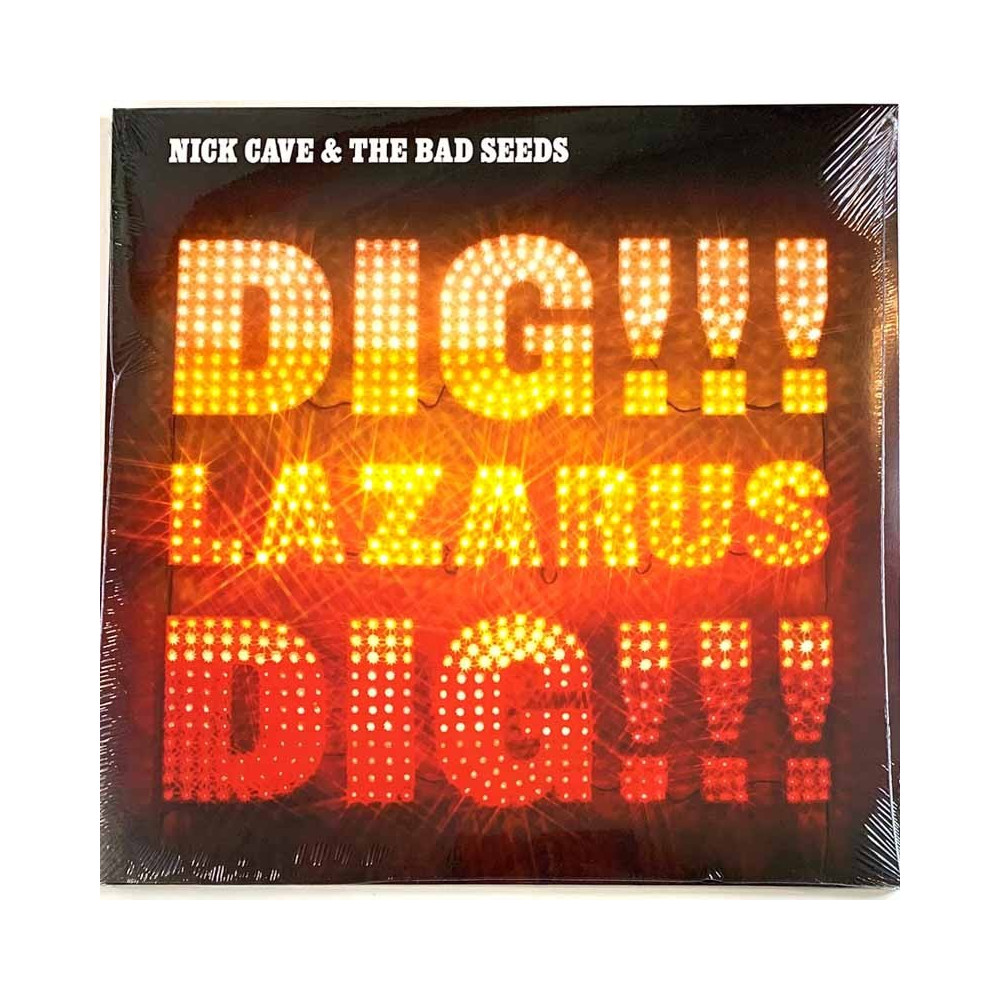 NICK CAVE & THE BAD SEEDS
DIG!!!
LAZARUS
DIG!!!